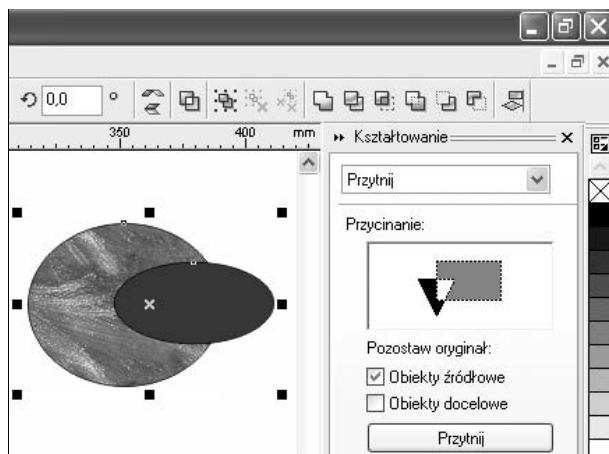 0,0 °
350 400 mm
Kształtowanie
Przytnij
Przycinanie:
Pozostaw oryginał:
Obiekty źródłowe
Obiekty docelowe
Przytnij